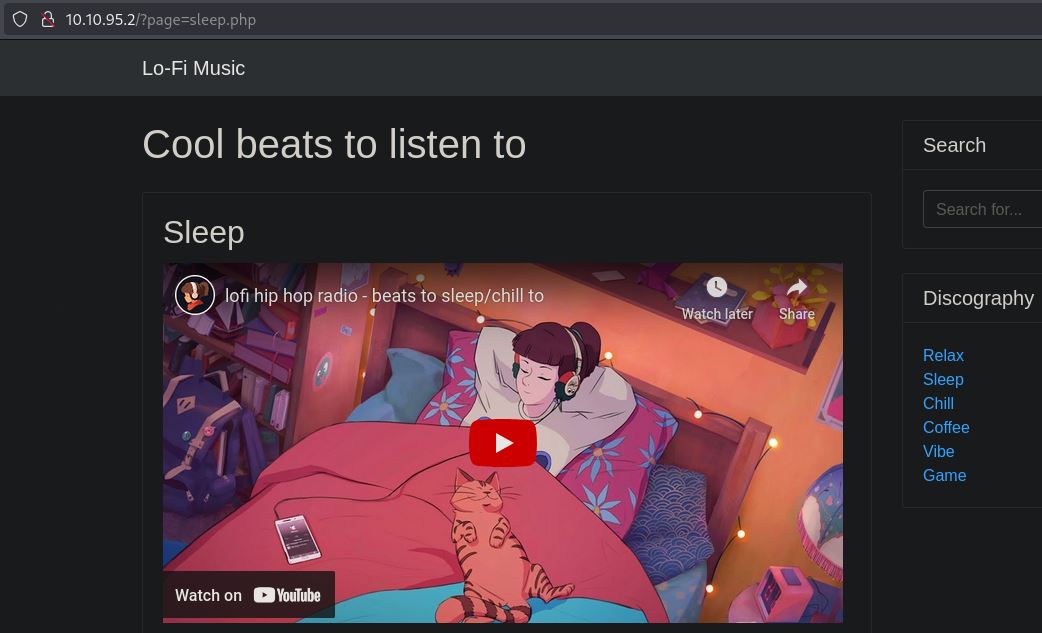 10.10.95.2/?page=sleep.php
Lo-Fi Music
Cool beats to listen to
Sleep
lofi hip hop radio - beats to sleep/chill to
Watch later
Share
Watch on YouTube
Search
Search for...
Discography
Relax
Sleep
Chill
Coffee
Vibe
Game